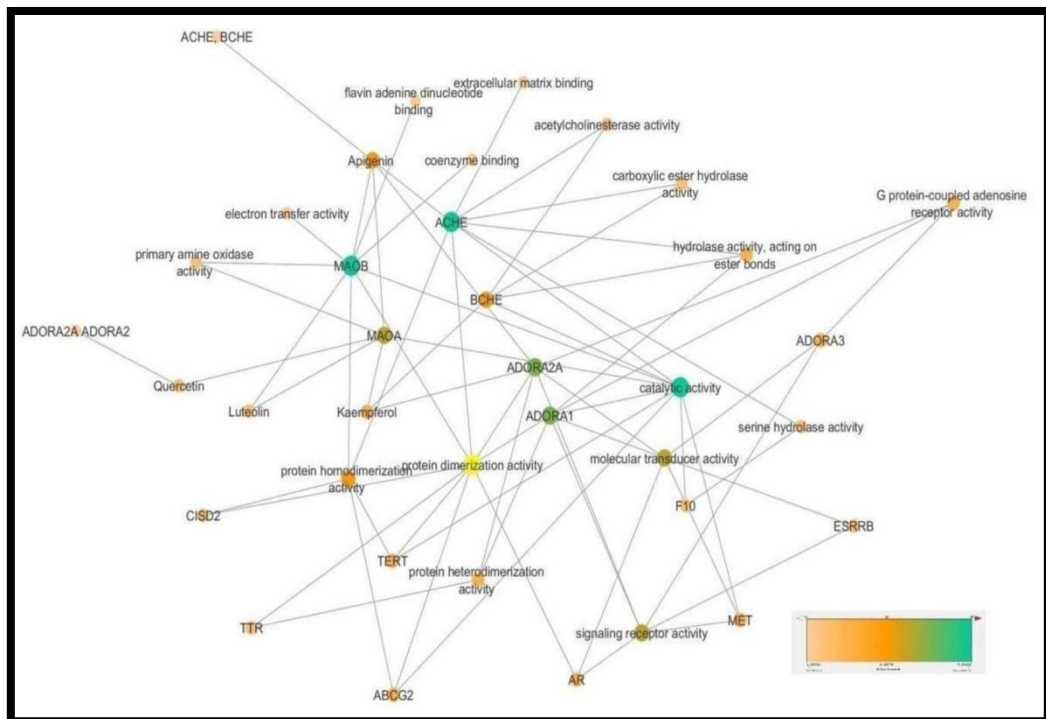 ACHE, BCHE
extracellular matrix binding
flavin adenine dinucleotide
binding
acetylcholinesterase activity
Apigenin
coenzyme binding
carboxylic ester hydrolase
activity
G protein-coupled adenosine
receptor activity
electron transfer activity
ACHE
primary amine oxidase
activity
MAOB
hydrolase activity, acting on
ester bonds
BCHE
ADORA2A ADORA2
MAOA
ADORA3
ADORA2A
Quercetin
catalytic activity
Luteolin
Kaempferol
ADORA1
serine hydrolase activity
protein homodimerization
activity
protein dimerization activity
molecular transducer activity
CISD2
F10
ESRRB
TERT
protein heterodimerization
activity
TTR
signaling receptor activity
MET
AR
ABCG2